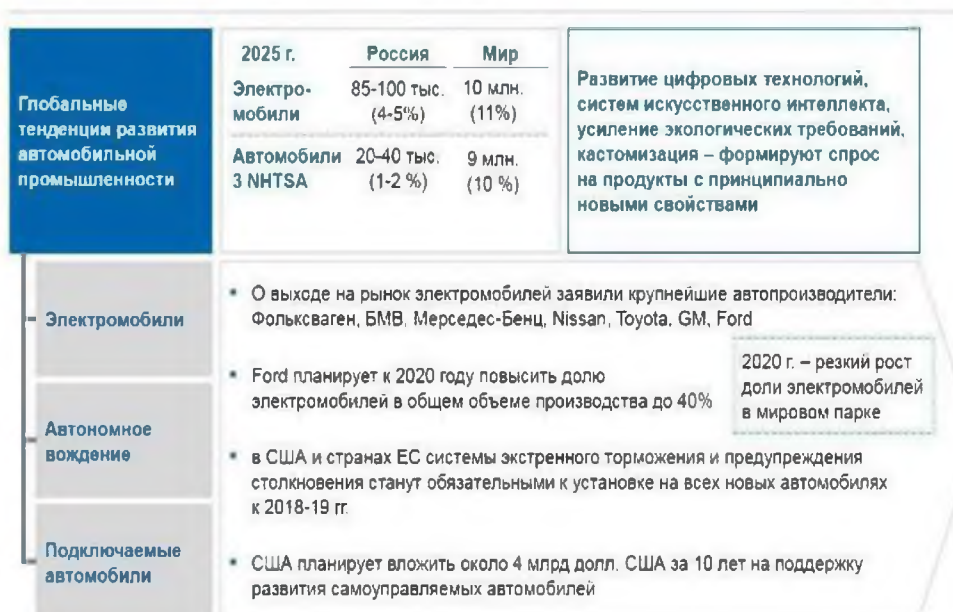 Глобальные
тенденции развития
автомобильной
промышленности
2025 г. Россия Мир
Электро- 85-100 тыс. 10 млн.
мобили (4-5%) (11%)
Автомобили 20-40 тыс. 9 млн.
3 NHTSA (1-2 %) (10 %)
Развитие цифровых технологий,
систем искусственного интеллекта,
усиление экологических требований,
кастомизация – формируют спрос
на продукты с принципиально
новыми свойствами
Электромобили
Автономное
вождение
Подключаемые
автомобили
▪ О выходе на рынок электромобилей заявили крупнейшие автопроизводители:
Фольксваген, БМВ, Мерседес-Бенц, Nissan, Toyota, GM, Ford
▪ Ford планирует к 2020 году повысить долю
электромобилей в общем объеме производства до 40%
2020 г. – резкий рост
доли электромобилей
в мировом парке
▪ в США и странах ЕС системы экстренного торможения и предупреждения
столкновения станут обязательными к установке на всех новых автомобилях
к 2018-19 гг.
▪ США планирует вложить около 4 млрд долл. США за 10 лет на поддержку
развития самоуправляемых автомобилей